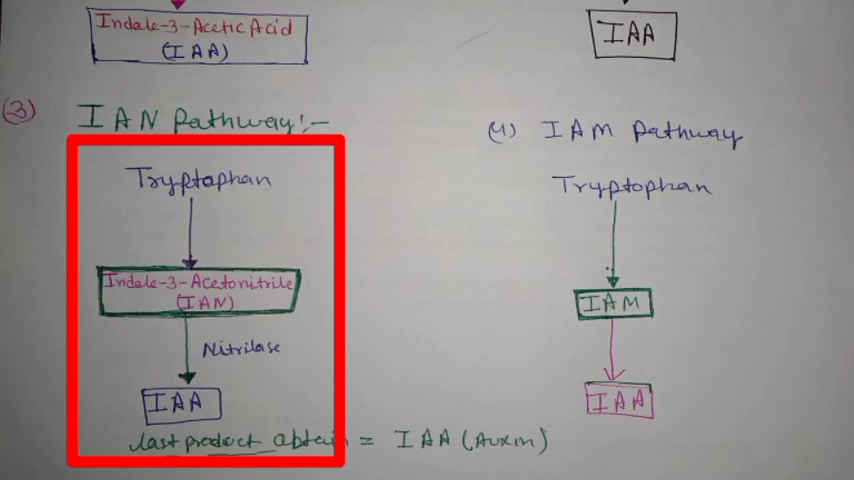 Indole-3-Acetic Acid
(IAA)
IAA
(3) IAN Pathway:-
Tryptophan
Indole-3-Acetonitrile
(IAN)
Nitrilase
IAA
(4) IAM Pathway
Tryptophan
IAM
IAA
last product obtain = IAA (Auxin)